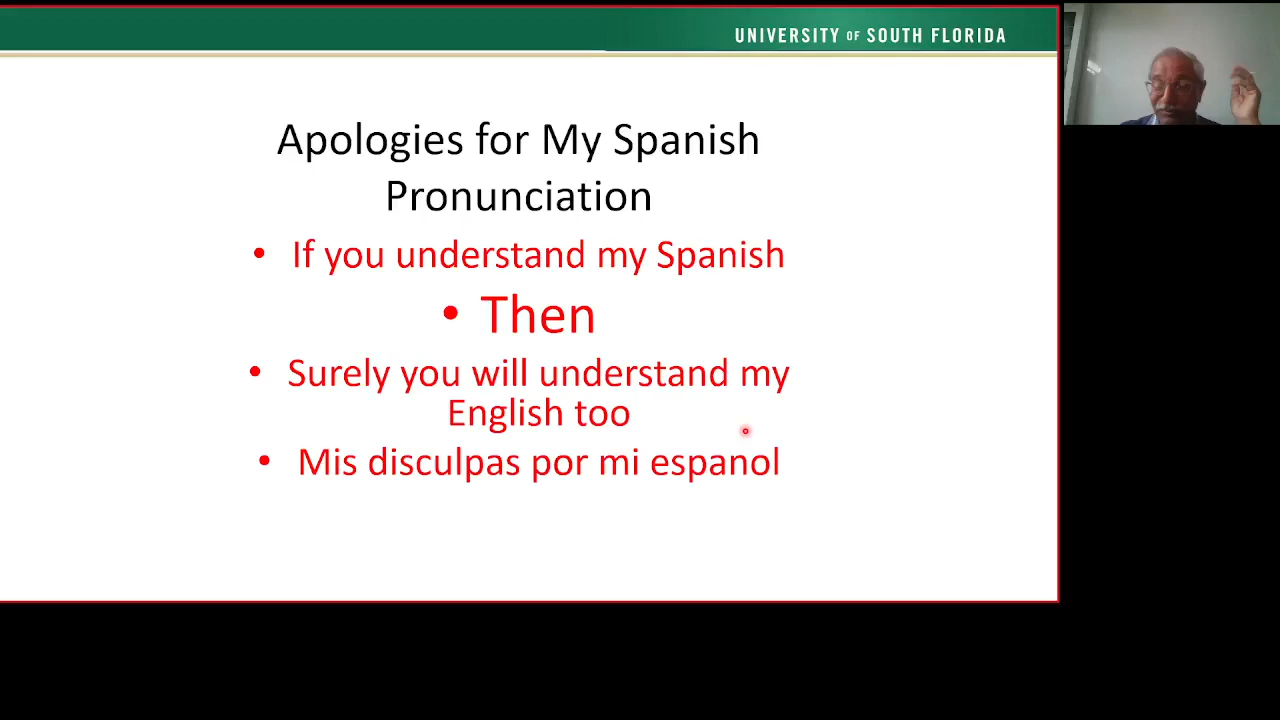 UNIVERSITY OF SOUTH FLORIDA
Apologies for My Spanish
Pronunciation
• If you understand my Spanish
• Then
• Surely you will understand my
English too
• Mis disculpas por mi espanol